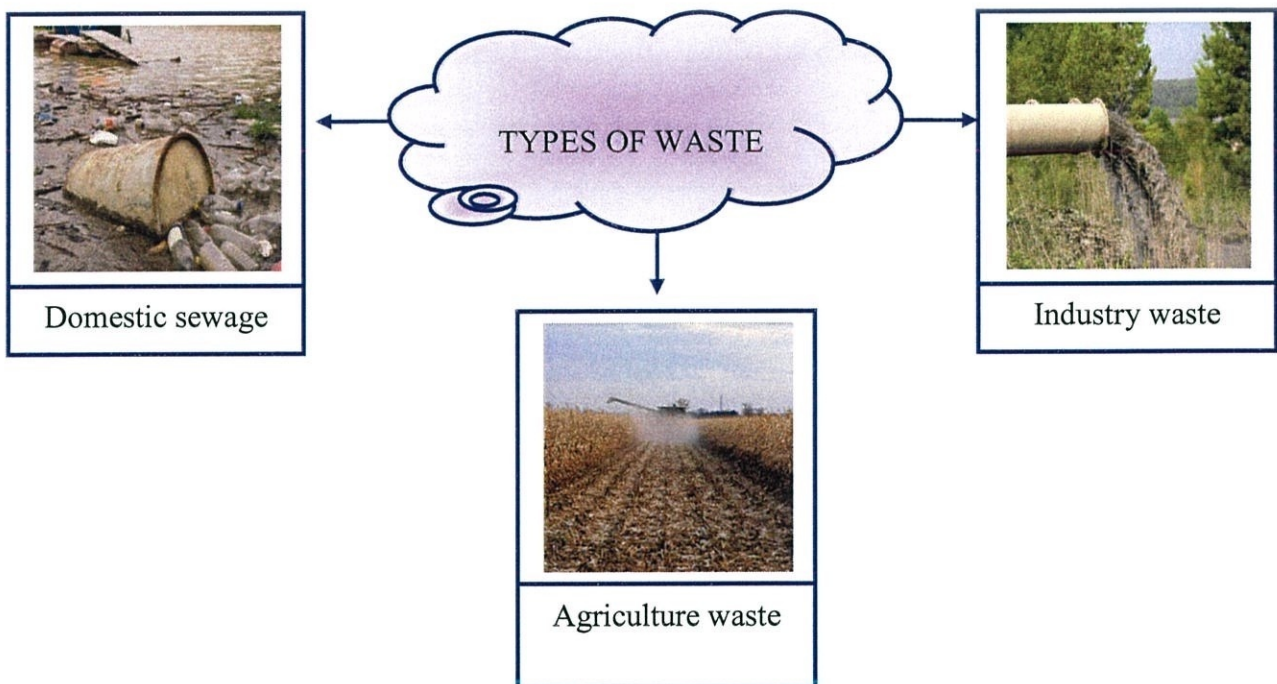 TYPES OF WASTE
Domestic sewage
Industry waste
Agriculture waste